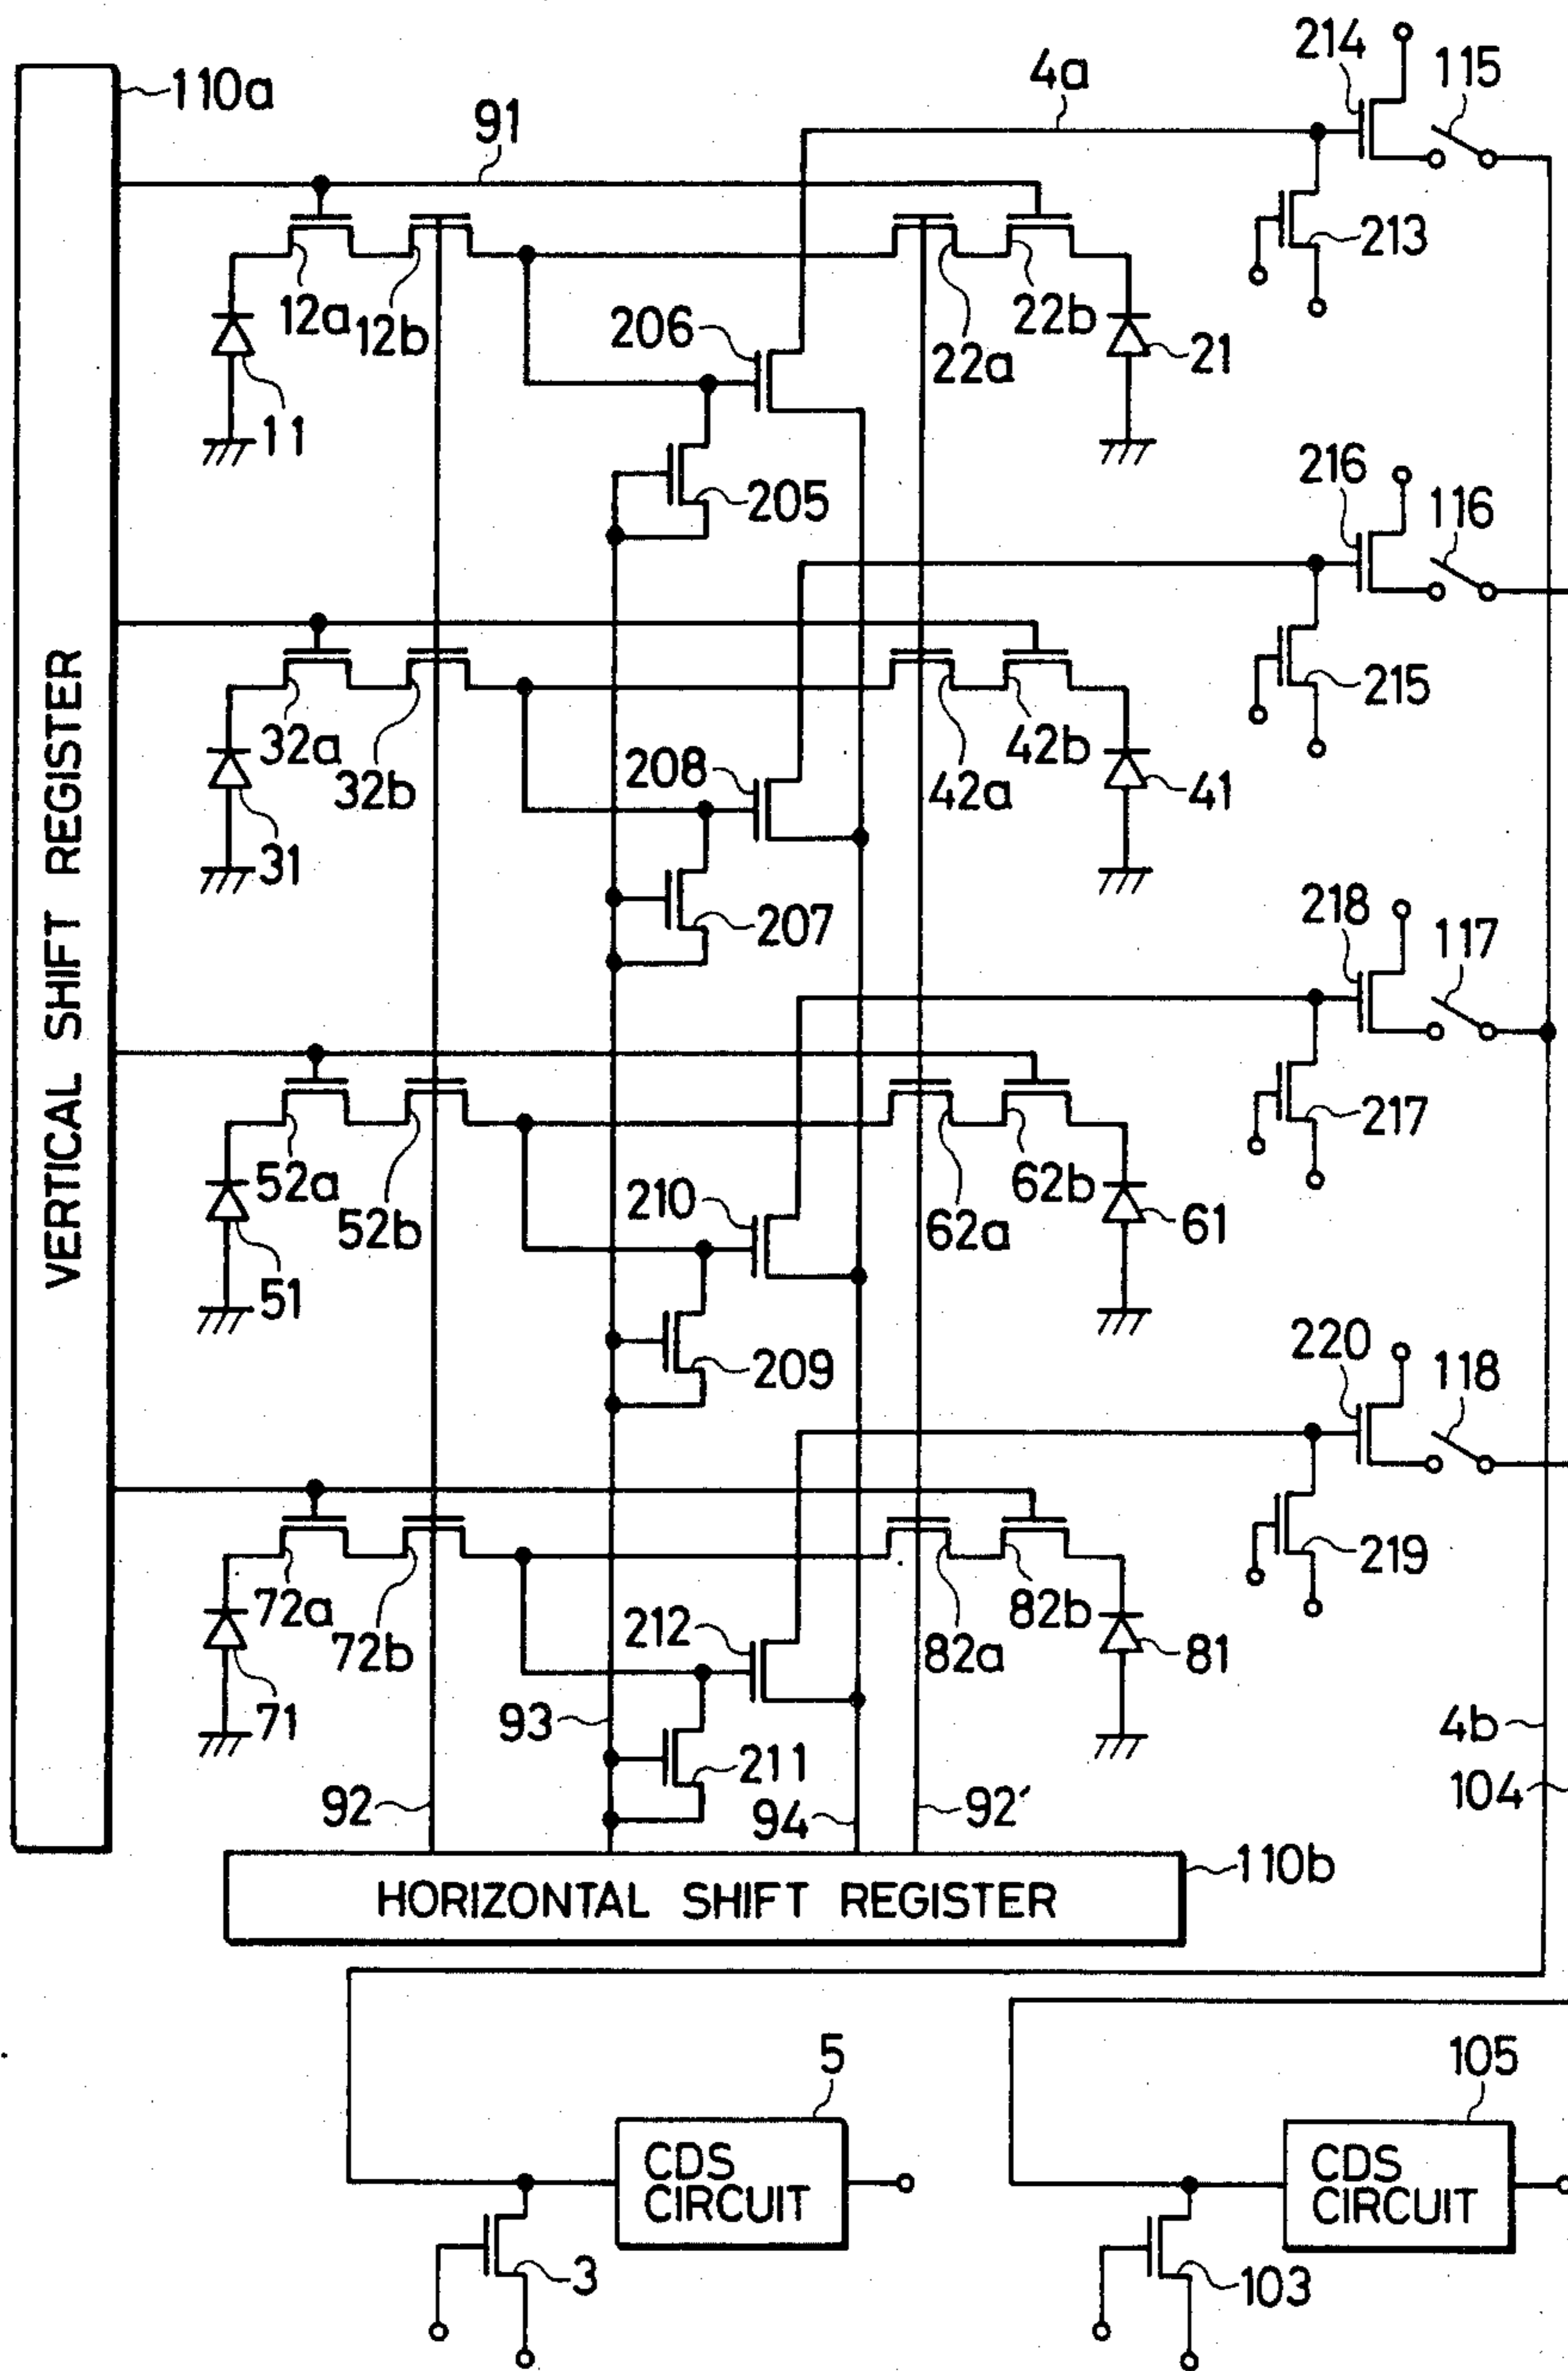 214
115
4a
110a
91
213
12a
12b
22b
206
22a
21
11
216
116
205
215
32a
42b
208
32b
42a
41
31
218
117
207
217
52a
62b
210
52b
62a
61
51
220
118
209
219
72a
82b
212
72b
82a
81
71
93
4b
211
104
92
94
92'
110b
VERTICAL SHIFT REGISTER
HORIZONTAL SHIFT REGISTER
5
105
CDS
CIRCUIT
CDS
CIRCUIT
3
103